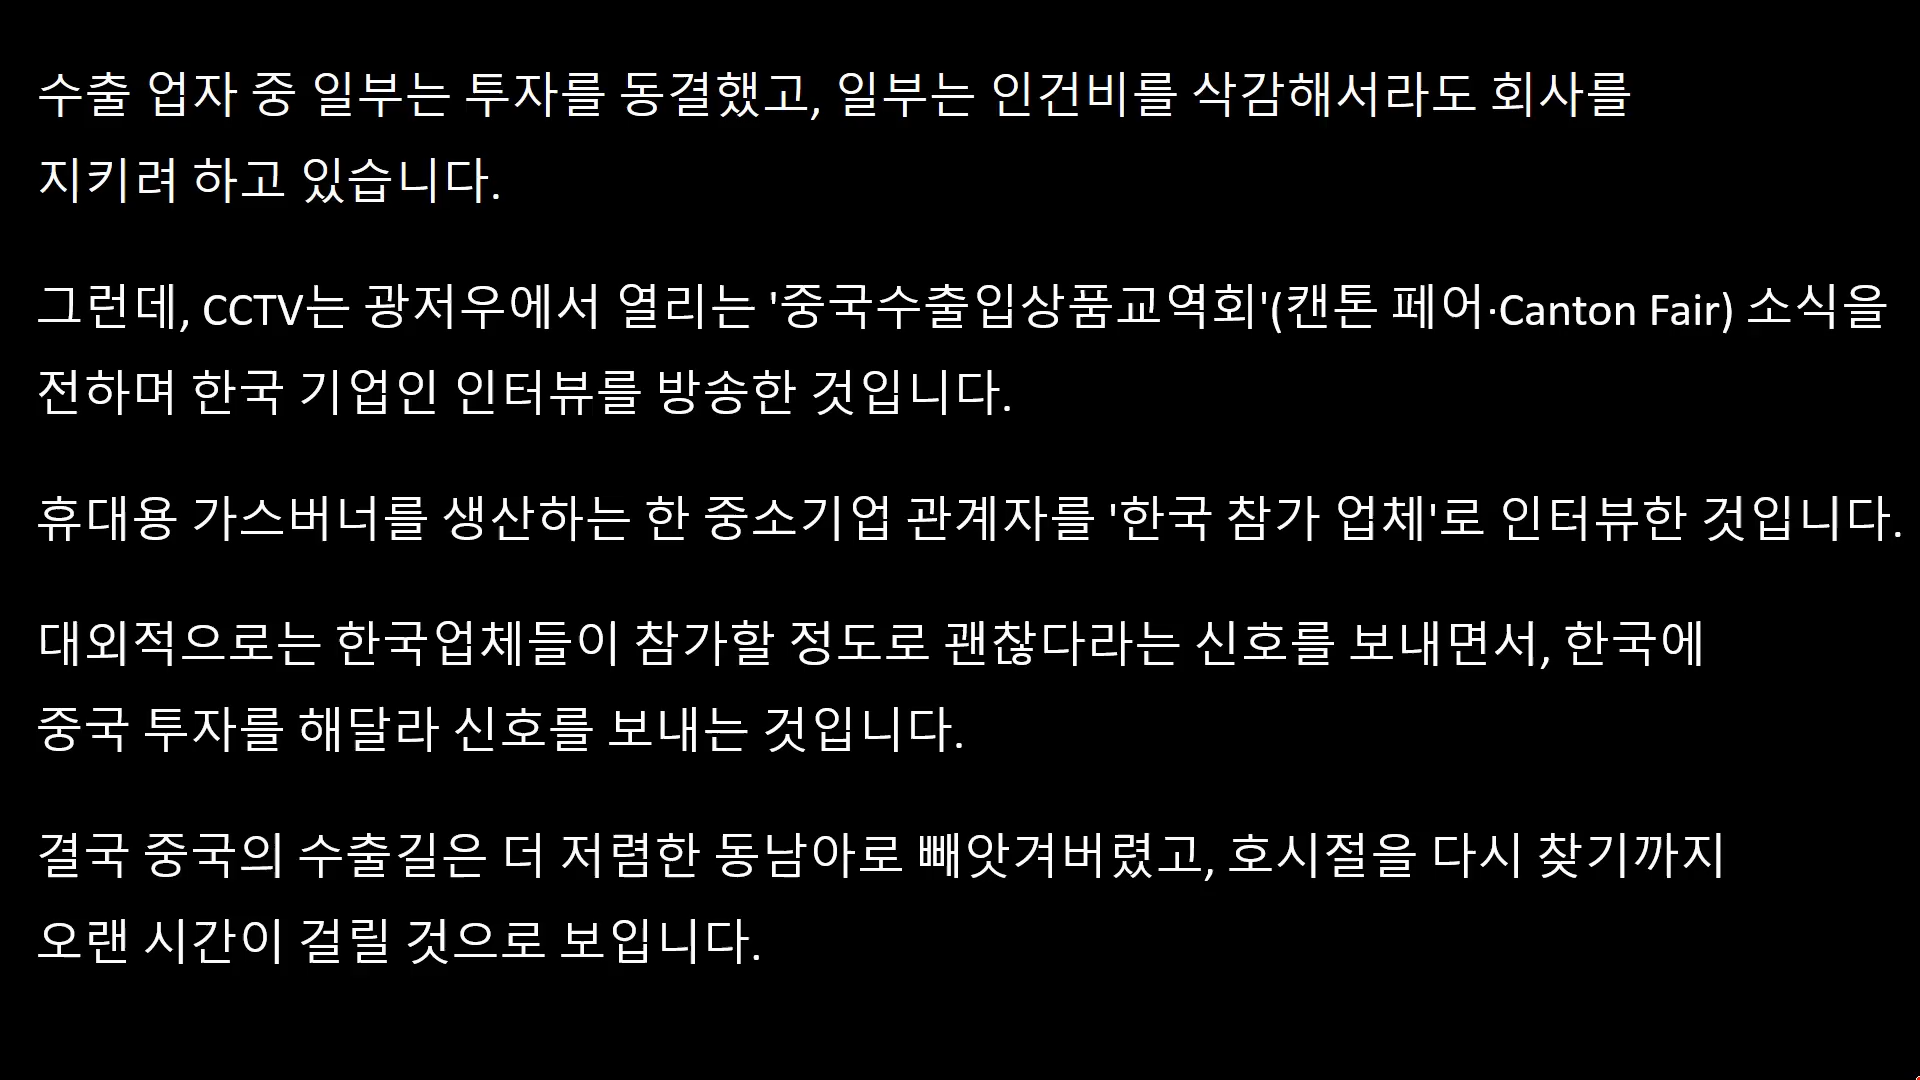 수출 업자 중 일부는 투자를 동결했고, 일부는 인건비를 삭감해서라도 회사를
지키려 하고 있습니다.
그런데, CCTV는 광저우에서 열리는 '중국수출입상품교역회'(캔톤 페어·Canton Fair) 소식을
전하며 한국 기업인 인터뷰를 방송한 것입니다.
휴대용 가스버너를 생산하는 한 중소기업 관계자를 '한국 참가 업체'로 인터뷰한 것입니다.
대외적으로는 한국업체들이 참가할 정도로 괜찮다라는 신호를 보내면서, 한국에
중국 투자를 해달라 신호를 보내는 것입니다.
결국 중국의 수출길은 더 저렴한 동남아로 빼앗겨버렸고, 호시절을 다시 찾기까지
오랜 시간이 걸릴 것으로 보입니다.